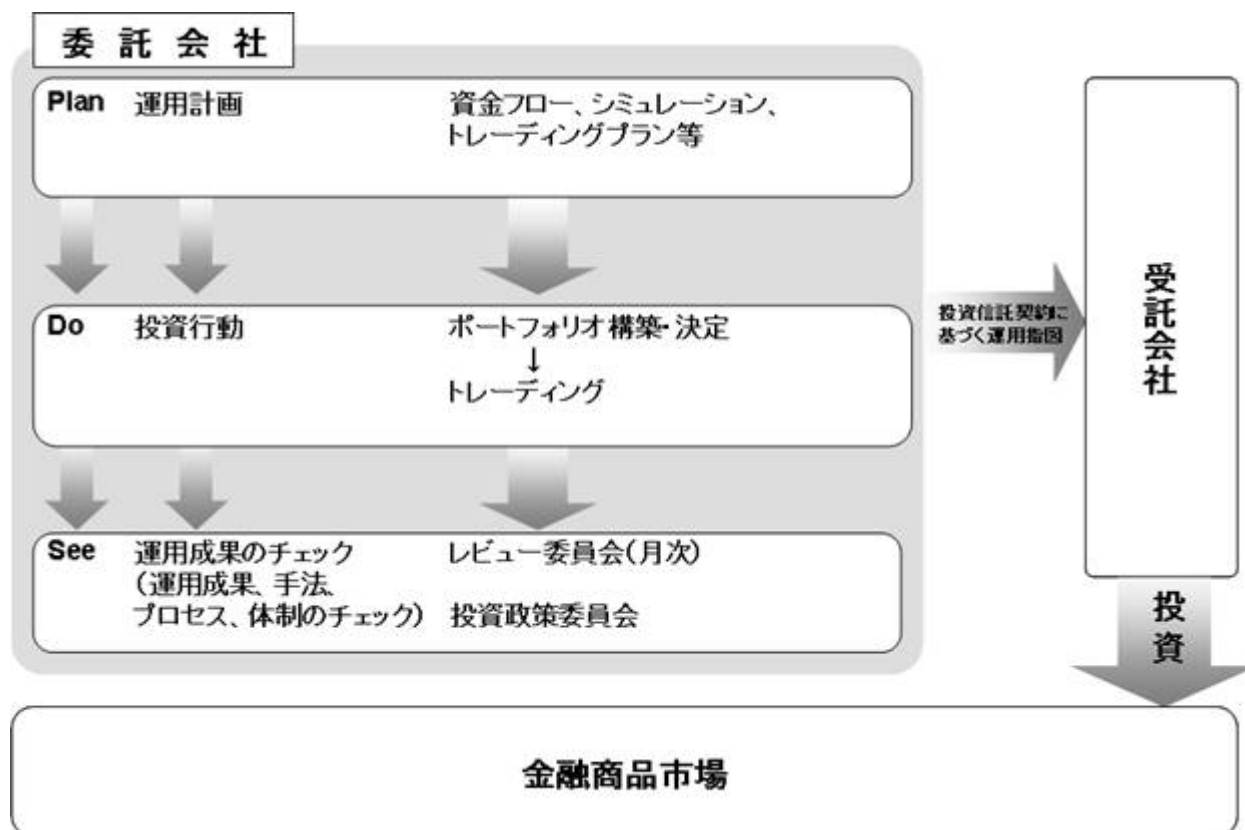 委託会社
Plan 運用計画 資金フロー、シミュレーション、
トレーディングプラン等
Do 投資行動 ポートフォリオ構築・決定
↓
トレーディング
See 運用成果のチェック レビュー委員会(月次)
(運用成果、手法、
プロセス、体制のチェック) 投資政策委員会
投資信託契約に
基づく運用指図
受託会社
投資
金融商品市場